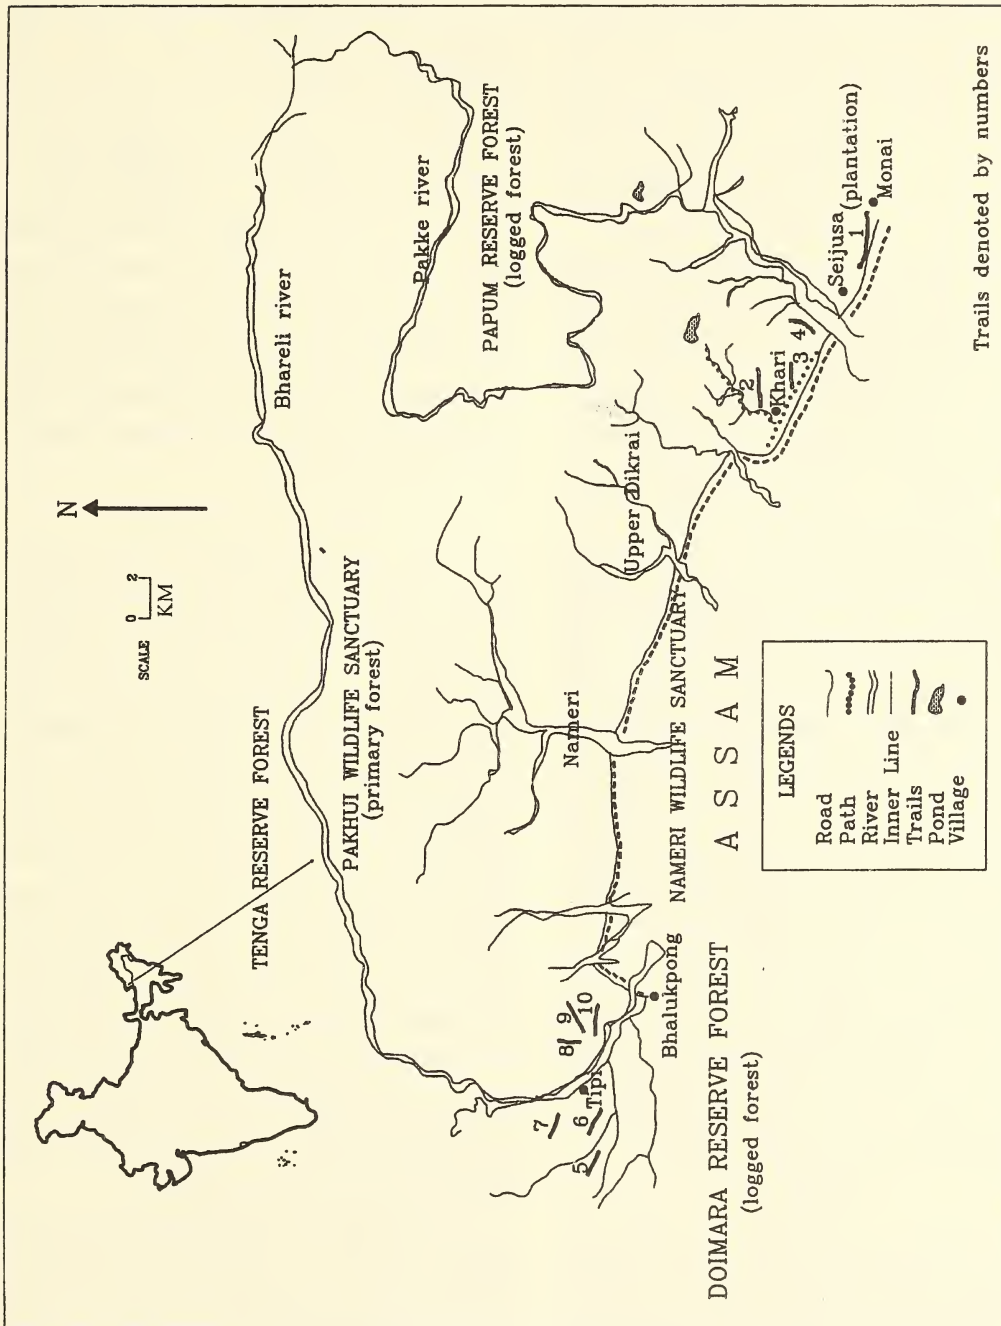 N
SCALE
0 2
KM
TENGA RESERVE FOREST
Bhareli river
PAKHUI WILDLIFE SANCTUARY
(primary forest)
Pakke river
PAPUM RESERVE FOREST
(logged forest)
Nameri
Upper Dikrai
8
9
10
7
6
5
Tipi
Bhalukpong
NAMERI WILDLIFE SANCTUARY
2
Khari
3
4
Seijusa
(plantation)
1
Monai
DOIMARA RESERVE FOREST
(logged forest)
A S S A M
LEGENDS
Road
Path
River
Inner Line
Trails
Pond
Village
Trails denoted by numbers